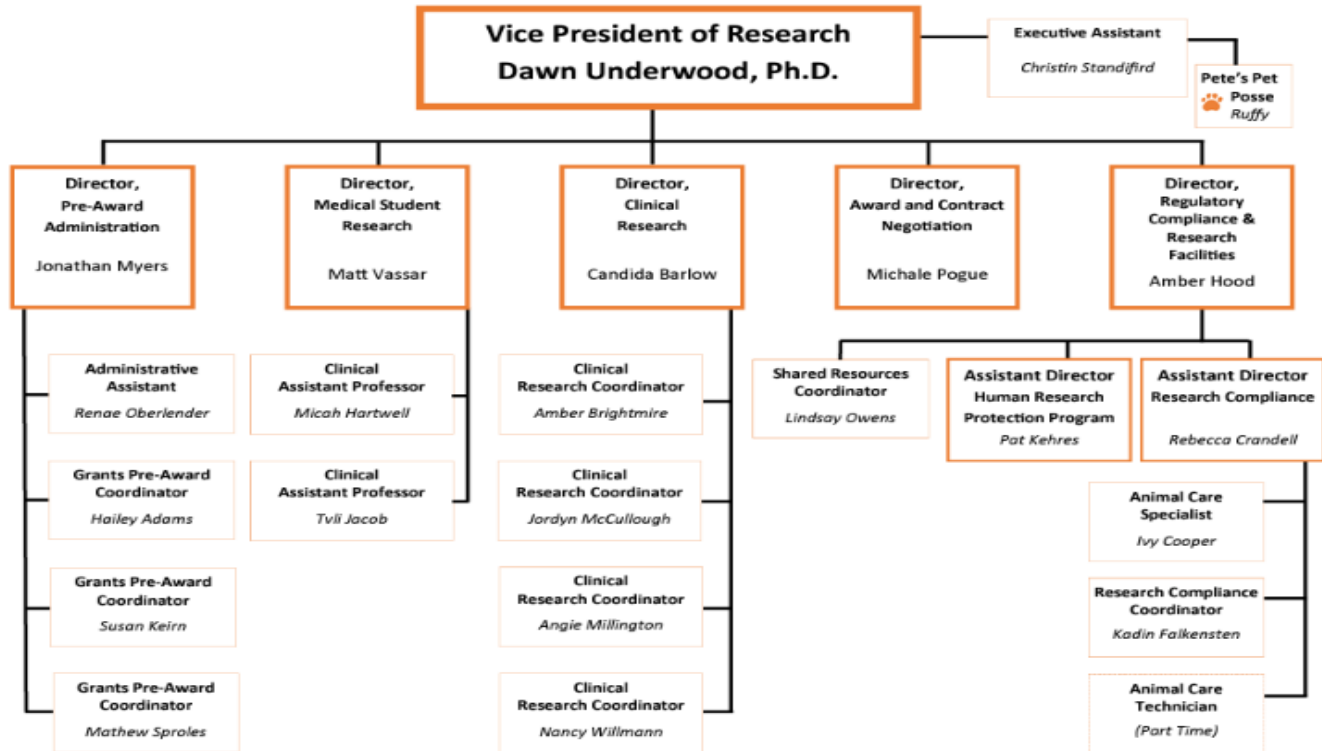 Vice President of Research
Dawn Underwood, Ph.D.
Executive Assistant
Christin Standifird
Pete's Pet
Posse
Ruffy
Director,
Pre-Award
Administration
Jonathan Myers
Director,
Medical Student
Research
Matt Vassar
Director,
Clinical
Research
Candida Barlow
Director,
Award and Contract
Negotiation
Michale Pogue
Director,
Regulatory
Compliance &
Research
Facilities
Amber Hood
Administrative
Assistant
Renae Oberlender
Grants Pre-Award
Coordinator
Hailey Adams
Grants Pre-Award
Coordinator
Susan Keirn
Grants Pre-Award
Coordinator
Mathew Sproles
Clinical
Assistant Professor
Micah Hartwell
Clinical
Assistant Professor
Tvli Jacob
Clinical
Research Coordinator
Amber Brightmire
Clinical
Research Coordinator
Jordyn McCullough
Clinical
Research Coordinator
Angie Millington
Clinical
Research Coordinator
Nancy Willmann
Shared Resources
Coordinator
Lindsay Owens
Assistant Director
Human Research
Protection Program
Pat Kehres
Assistant Director
Research Compliance
Rebecca Crandell
Animal Care
Specialist
Ivy Cooper
Research Compliance
Coordinator
Kadin Falkensten
Animal Care
Technician
(Part Time)